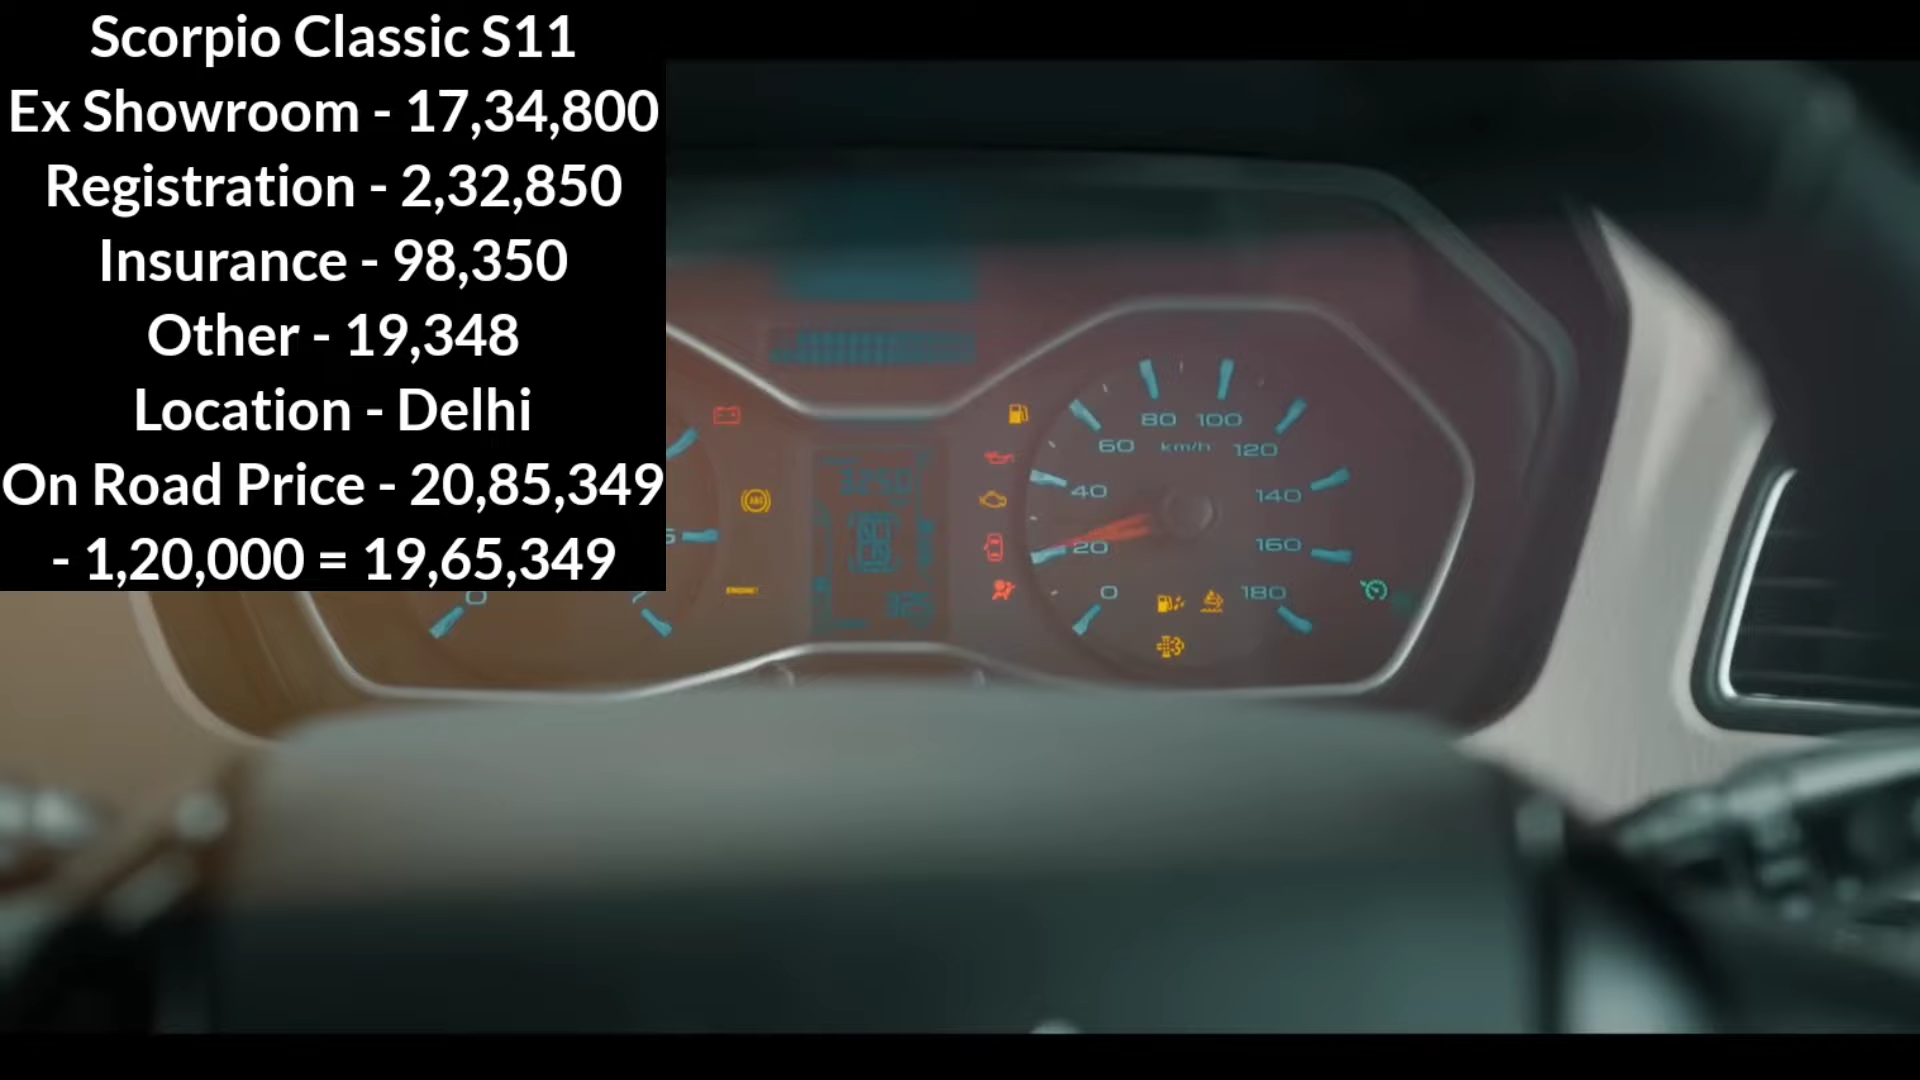 Scorpio Classic S11
Ex Showroom - 17,34,800
Registration - 2,32,850
Insurance - 98,350
Other - 19,348
Location - Delhi
On Road Price - 20,85,349
- 1,20,000 = 19,65,349
80 100
60 km/h 120
40 140
20 160
0 180
0